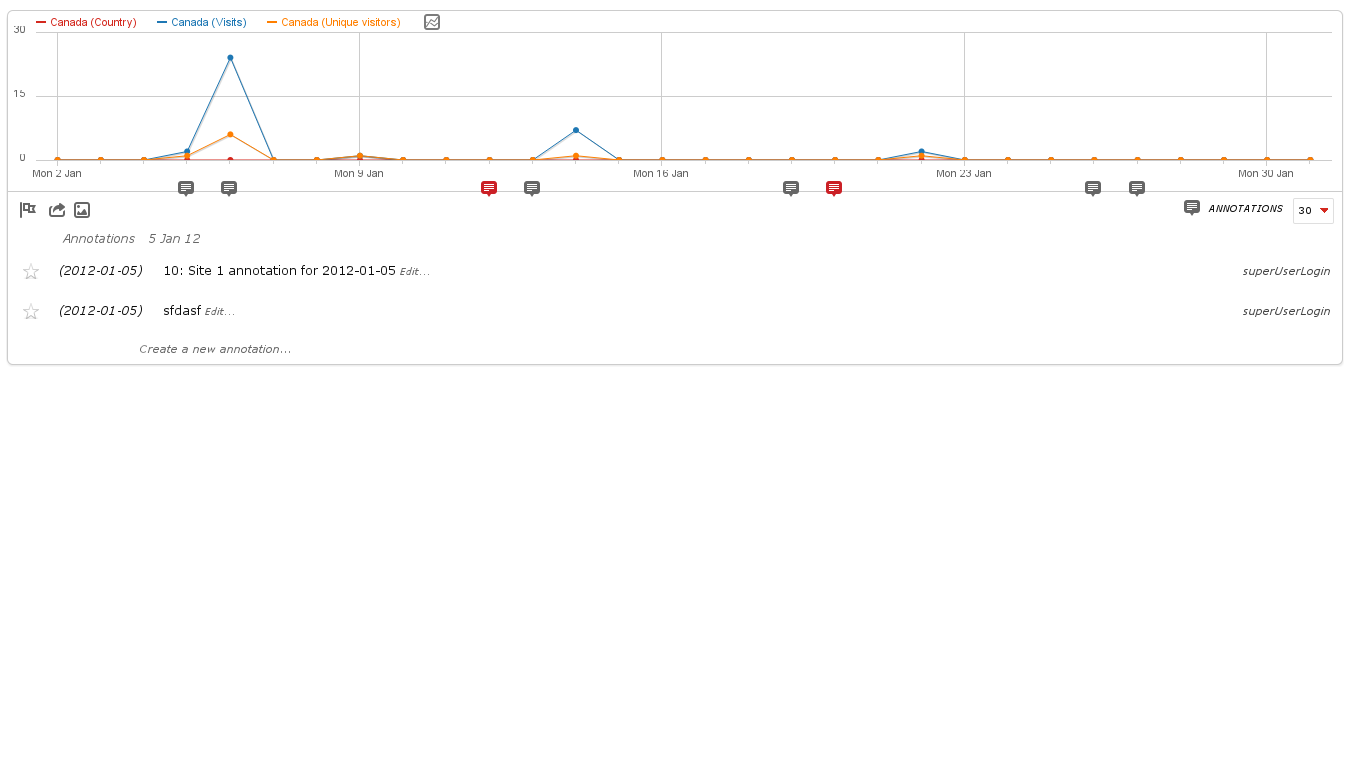 Canada (Country) Canada (Visits) Canada (Unique visitors)
30
15
0
Mon 2 Jan Mon 9 Jan Mon 16 Jan Mon 23 Jan Mon 30 Jan
ANNOTATIONS 30
Annotations 5 Jan 12
(2012-01-05) 10: Site 1 annotation for 2012-01-05 Edit... superUserLogin
(2012-01-05) sfdasf Edit... superUserLogin
Create a new annotation...